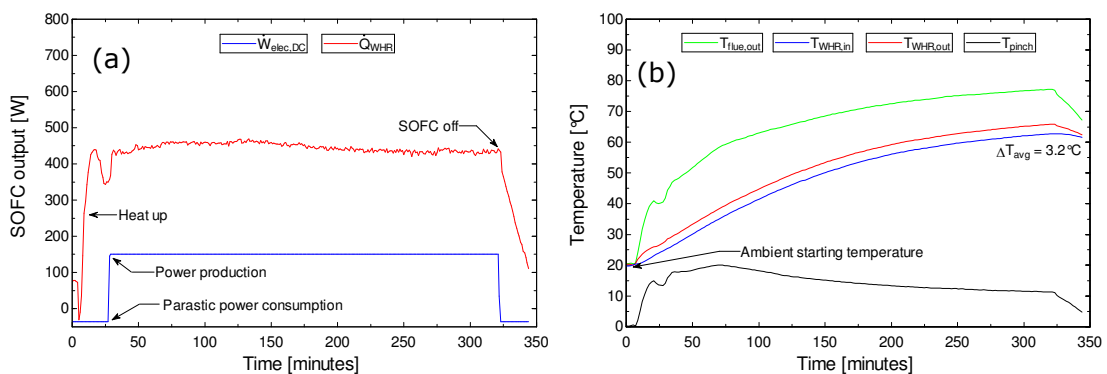 (a)
Ẇelec,DC Q̇WHR
800
700
600
500
400
300
200
100
0
SOFC output [W]
SOFC off
Heat up
Power production
Parastic power consumption
0 50 100 150 200 250 300 350
Time [minutes]
(b)
Tflue,out TWHR,in TWHR,out Tpinch
100
90
80
70
60
50
40
30
20
10
0
Temperature [°C]
ΔTavg = 3.2°C
Ambient starting temperature
0 50 100 150 200 250 300 350
Time [minutes]